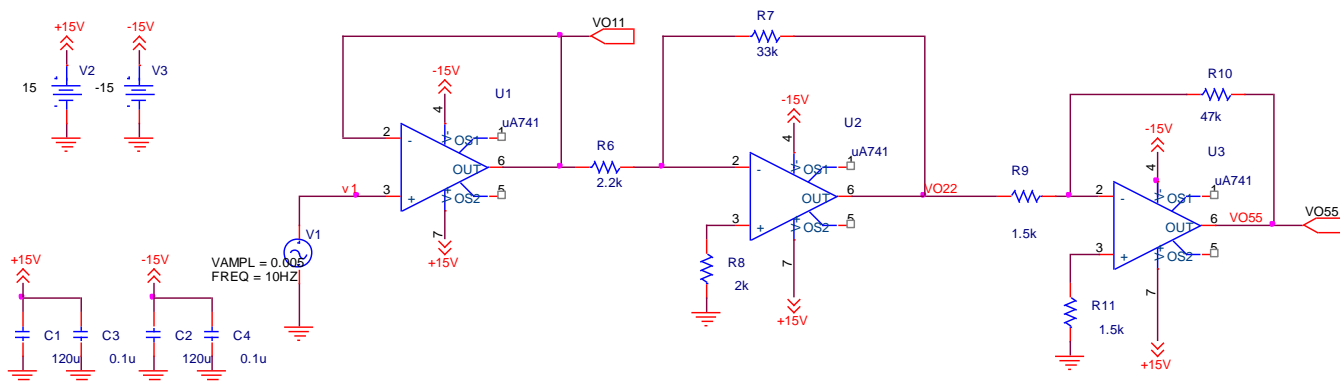 +15V
-15V
V2
V3
15
-15
VO11
-15V
U1
uA741
4
V-
OS1
1
2
-
OUT
6
3
+
OS2
5
V+
7
+15V
v1
V1
VAMPL = 0.005
FREQ = 10HZ
R6
2.2k
R7
33k
-15V
U2
uA741
4
V-
OS1
1
2
-
OUT
6
3
+
OS2
5
V+
7
+15V
VO22
R8
2k
R9
1.5k
R10
47k
-15V
U3
uA741
4
V-
OS1
1
2
-
OUT
6
3
+
OS2
5
V+
7
+15V
VO55
VO55
R11
1.5k
+15V
-15V
C1
C3
C2
C4
120u
0.1u
120u
0.1u